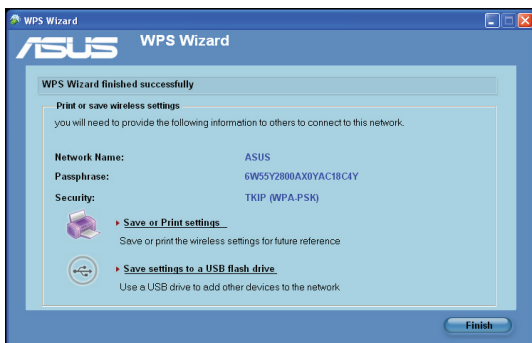 WPS Wizard
ASUS WPS Wizard
WPS Wizard finished successfully
Print or save wireless settings
you will need to provide the following information to others to connect to this network.
Network Name: ASUS
Passphrase: 6W55Y2800AX0YAC18C4Y
Security: TKIP (WPA-PSK)
Save or Print settings
Save or print the wireless settings for future reference
Save settings to a USB flash drive
Use a USB drive to add other devices to the network
Finish